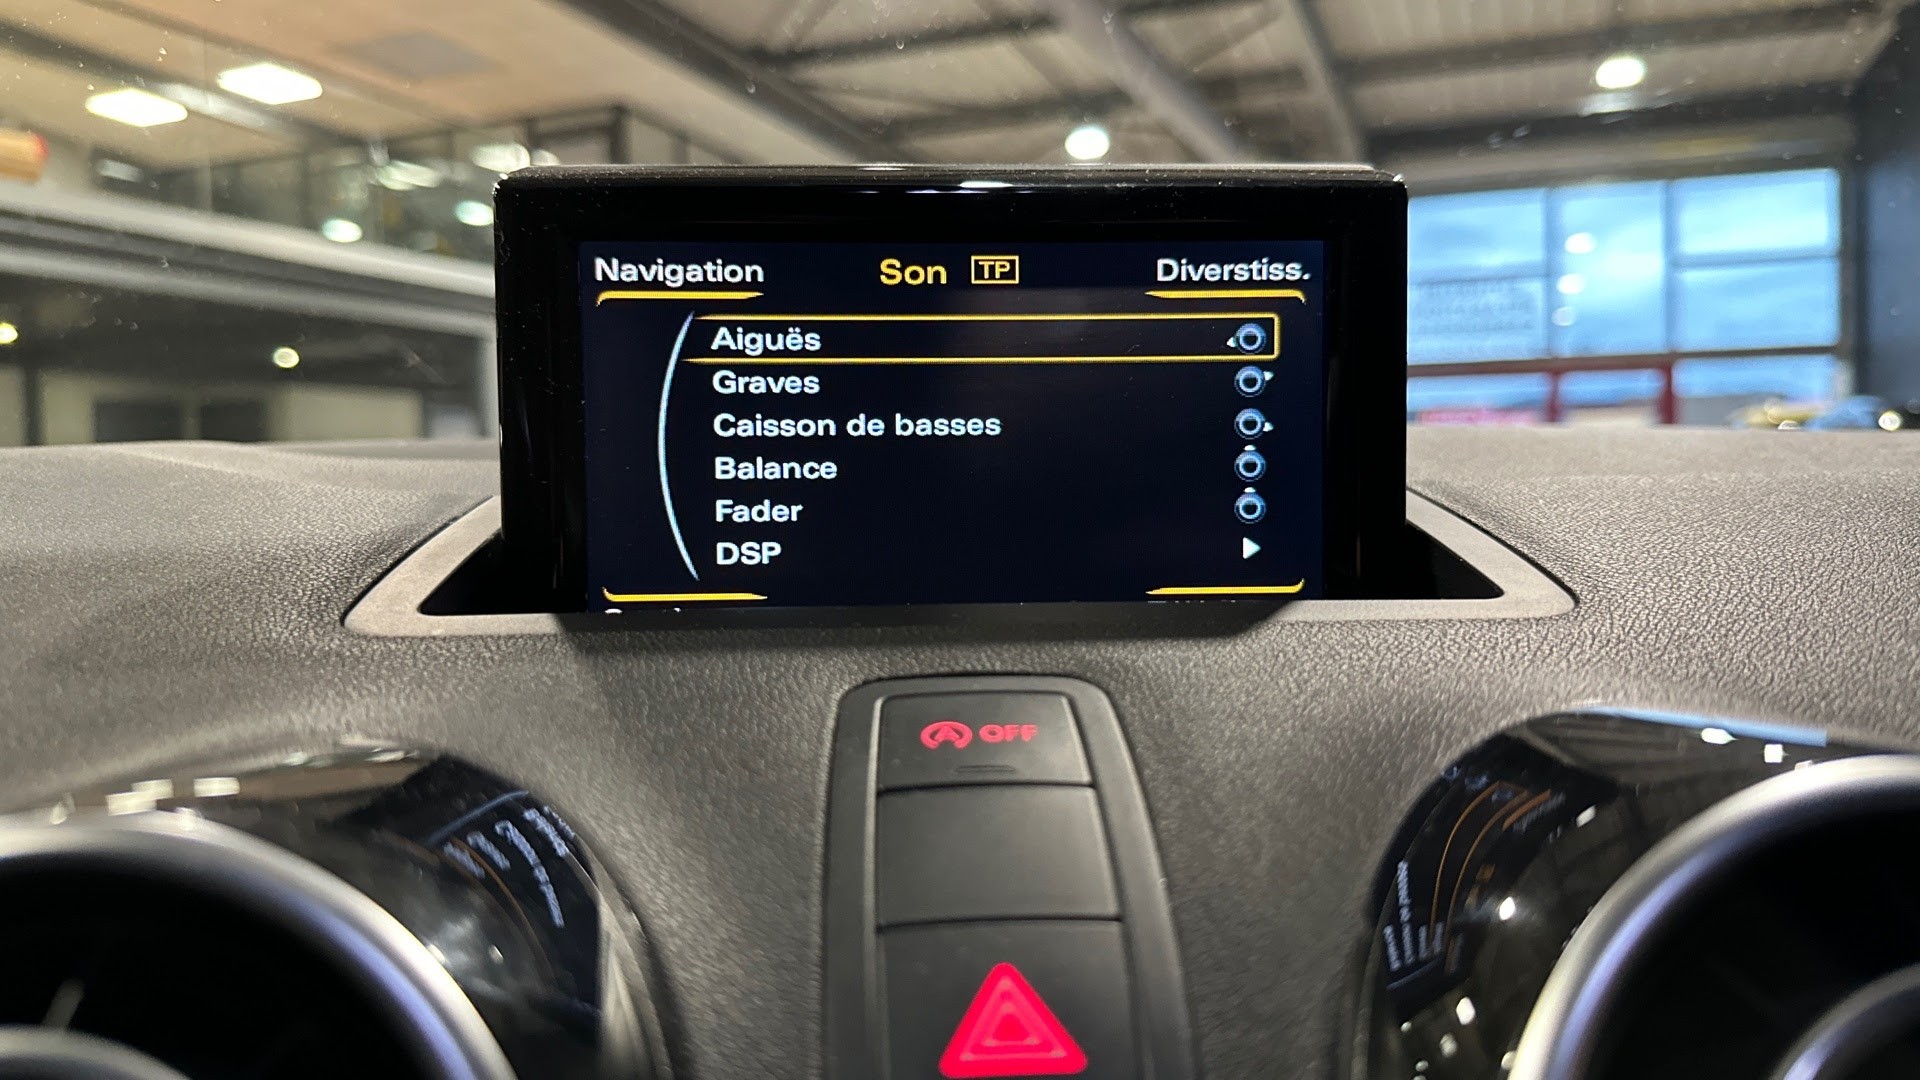 Navigation Son TP Diverstiss.
Aiguës
Graves
Caisson de basses
Balance
Fader
DSP
A OFF